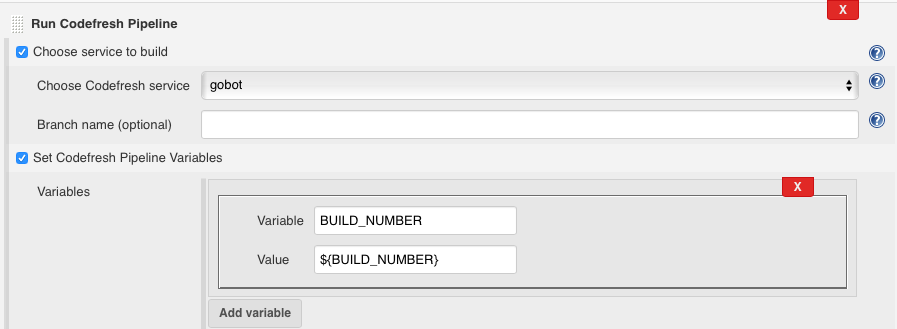 X
Run Codefresh Pipeline
Choose service to build
?
Choose Codefresh service gobot
?
Branch name (optional)
?
Set Codefresh Pipeline Variables
Variables
X
Variable BUILD_NUMBER
Value ${BUILD_NUMBER}
Add variable